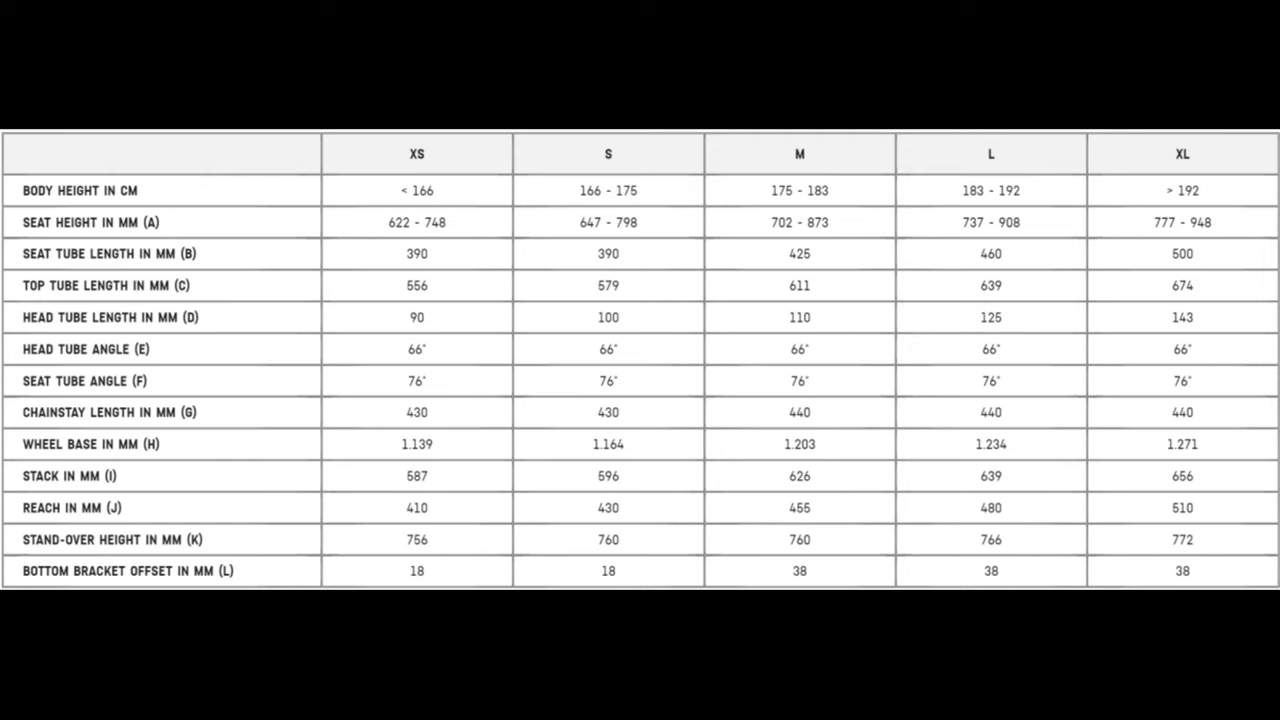 XS S M L XL
BODY HEIGHT IN CM < 166 166 - 175 175 - 183 183 - 192 > 192
SEAT HEIGHT IN MM (A) 622 - 748 647 - 798 702 - 873 737 - 908 777 - 948
SEAT TUBE LENGTH IN MM (B) 390 390 425 460 500
TOP TUBE LENGTH IN MM (C) 556 579 611 639 674
HEAD TUBE LENGTH IN MM (D) 90 100 110 125 143
HEAD TUBE ANGLE (E) 66° 66° 66° 66° 66°
SEAT TUBE ANGLE (F) 76° 76° 76° 76° 76°
CHAINSTAY LENGTH IN MM (G) 430 430 440 440 440
WHEEL BASE IN MM (H) 1.139 1.164 1.203 1.234 1.271
STACK IN MM (I) 587 596 626 639 656
REACH IN MM (J) 410 430 455 480 510
STAND-OVER HEIGHT IN MM (K) 756 760 760 766 772
BOTTOM BRACKET OFFSET IN MM (L) 18 18 38 38 38